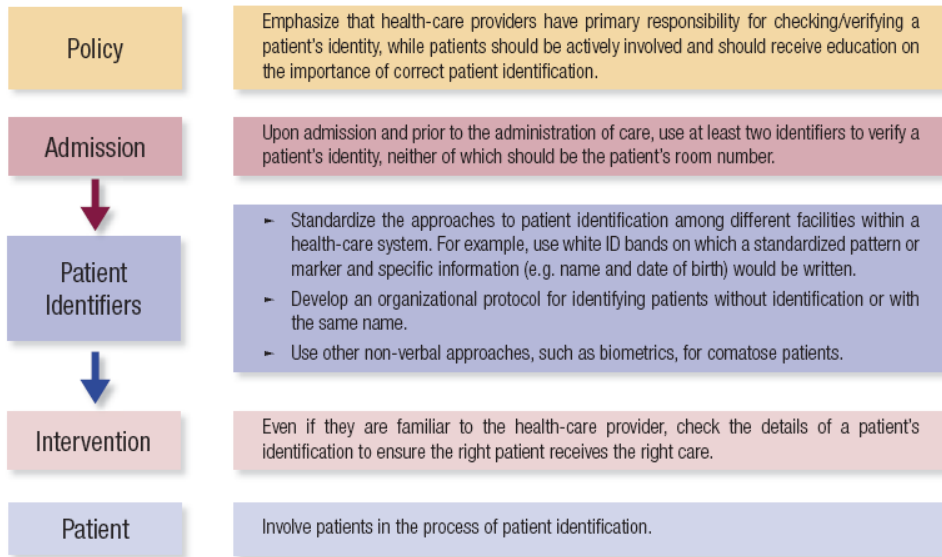 Policy
Emphasize that health-care providers have primary responsibility for checking/verifying a
patient's identity, while patients should be actively involved and should receive education on
the importance of correct patient identification.
Admission
Upon admission and prior to the administration of care, use at least two identifiers to verify a
patient's identity, neither of which should be the patient's room number.
Patient
Identifiers
► Standardize the approaches to patient identification among different facilities within a
health-care system. For example, use white ID bands on which a standardized pattern or
marker and specific information (e.g. name and date of birth) would be written.
► Develop an organizational protocol for identifying patients without identification or with
the same name.
► Use other non-verbal approaches, such as biometrics, for comatose patients.
Intervention
Even if they are familiar to the health-care provider, check the details of a patient's
identification to ensure the right patient receives the right care.
Patient
Involve patients in the process of patient identification.